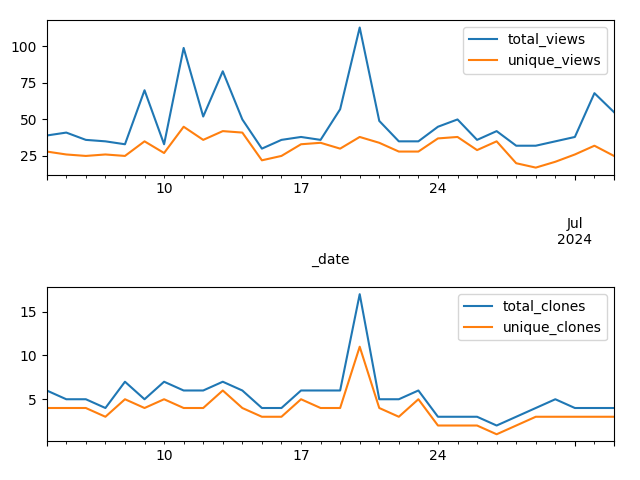 total_views
unique_views
100
75
50
25
10 17 24
Jul
2024
_date
total_clones
unique_clones
15
10
5
10 17 24